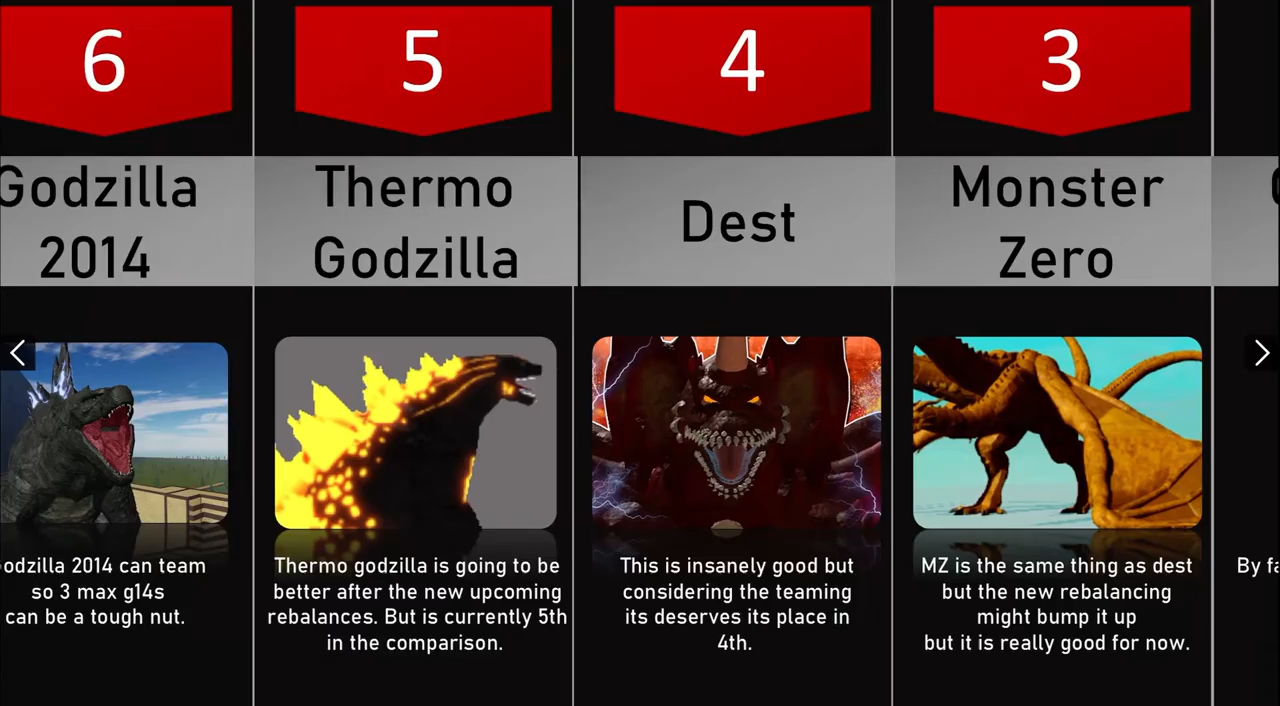 6
5
4
3
Godzilla
2014
Thermo
Godzilla
Dest
Monster
Zero
odzilla 2014 can team
so 3 max g14s
can be a tough nut.
Thermo godzilla is going to be
better after the new upcoming
rebalances. But is currently 5th
in the comparison.
This is insanely good but
considering the teaming
its deserves its place in
4th.
MZ is the same thing as dest
but the new rebalancing
might bump it up
but it is really good for now.
By fa